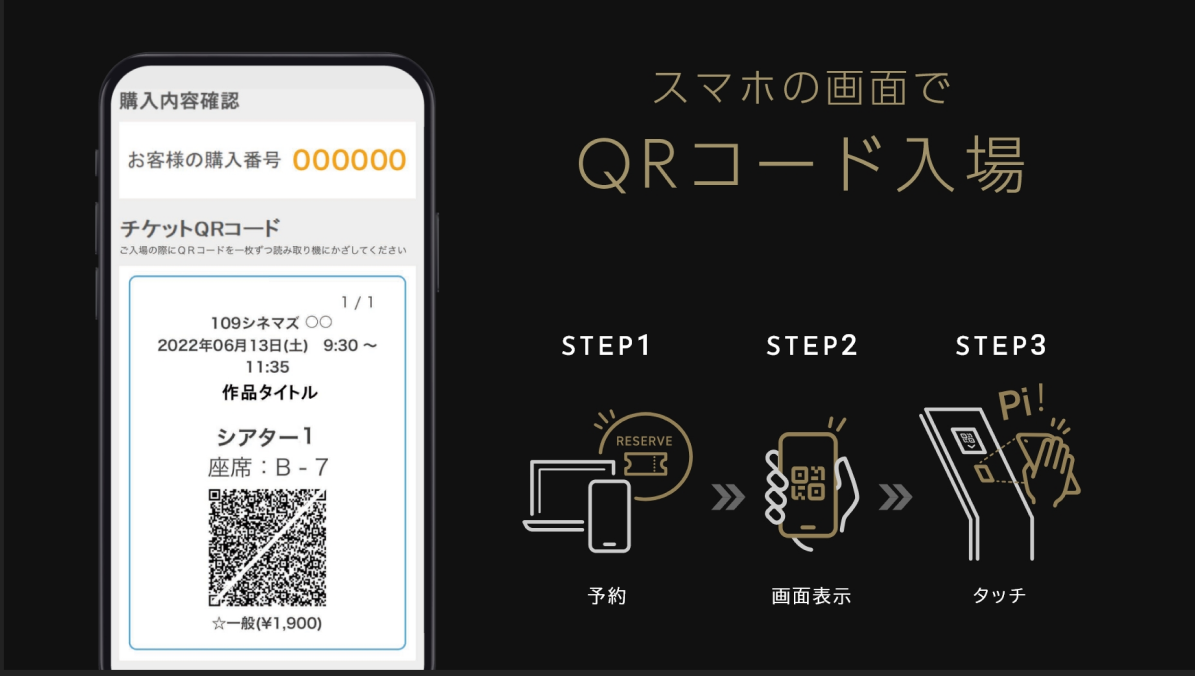 購入内容確認
お客様の購入番号 000000
チケットQRコード
ご入場の際にQRコードを一枚ずつ読み取り機にかざしてください
1 / 1
109シネマズ 〇〇
2022年06月13日(土) 9:30 ~
11:35
作品タイトル
シアター1
座席：B - 7
☆一般(¥1,900)
スマホの画面で
QRコード入場
STEP1
STEP2
STEP3
RESERVE
Pi!
予約
画面表示
タッチ